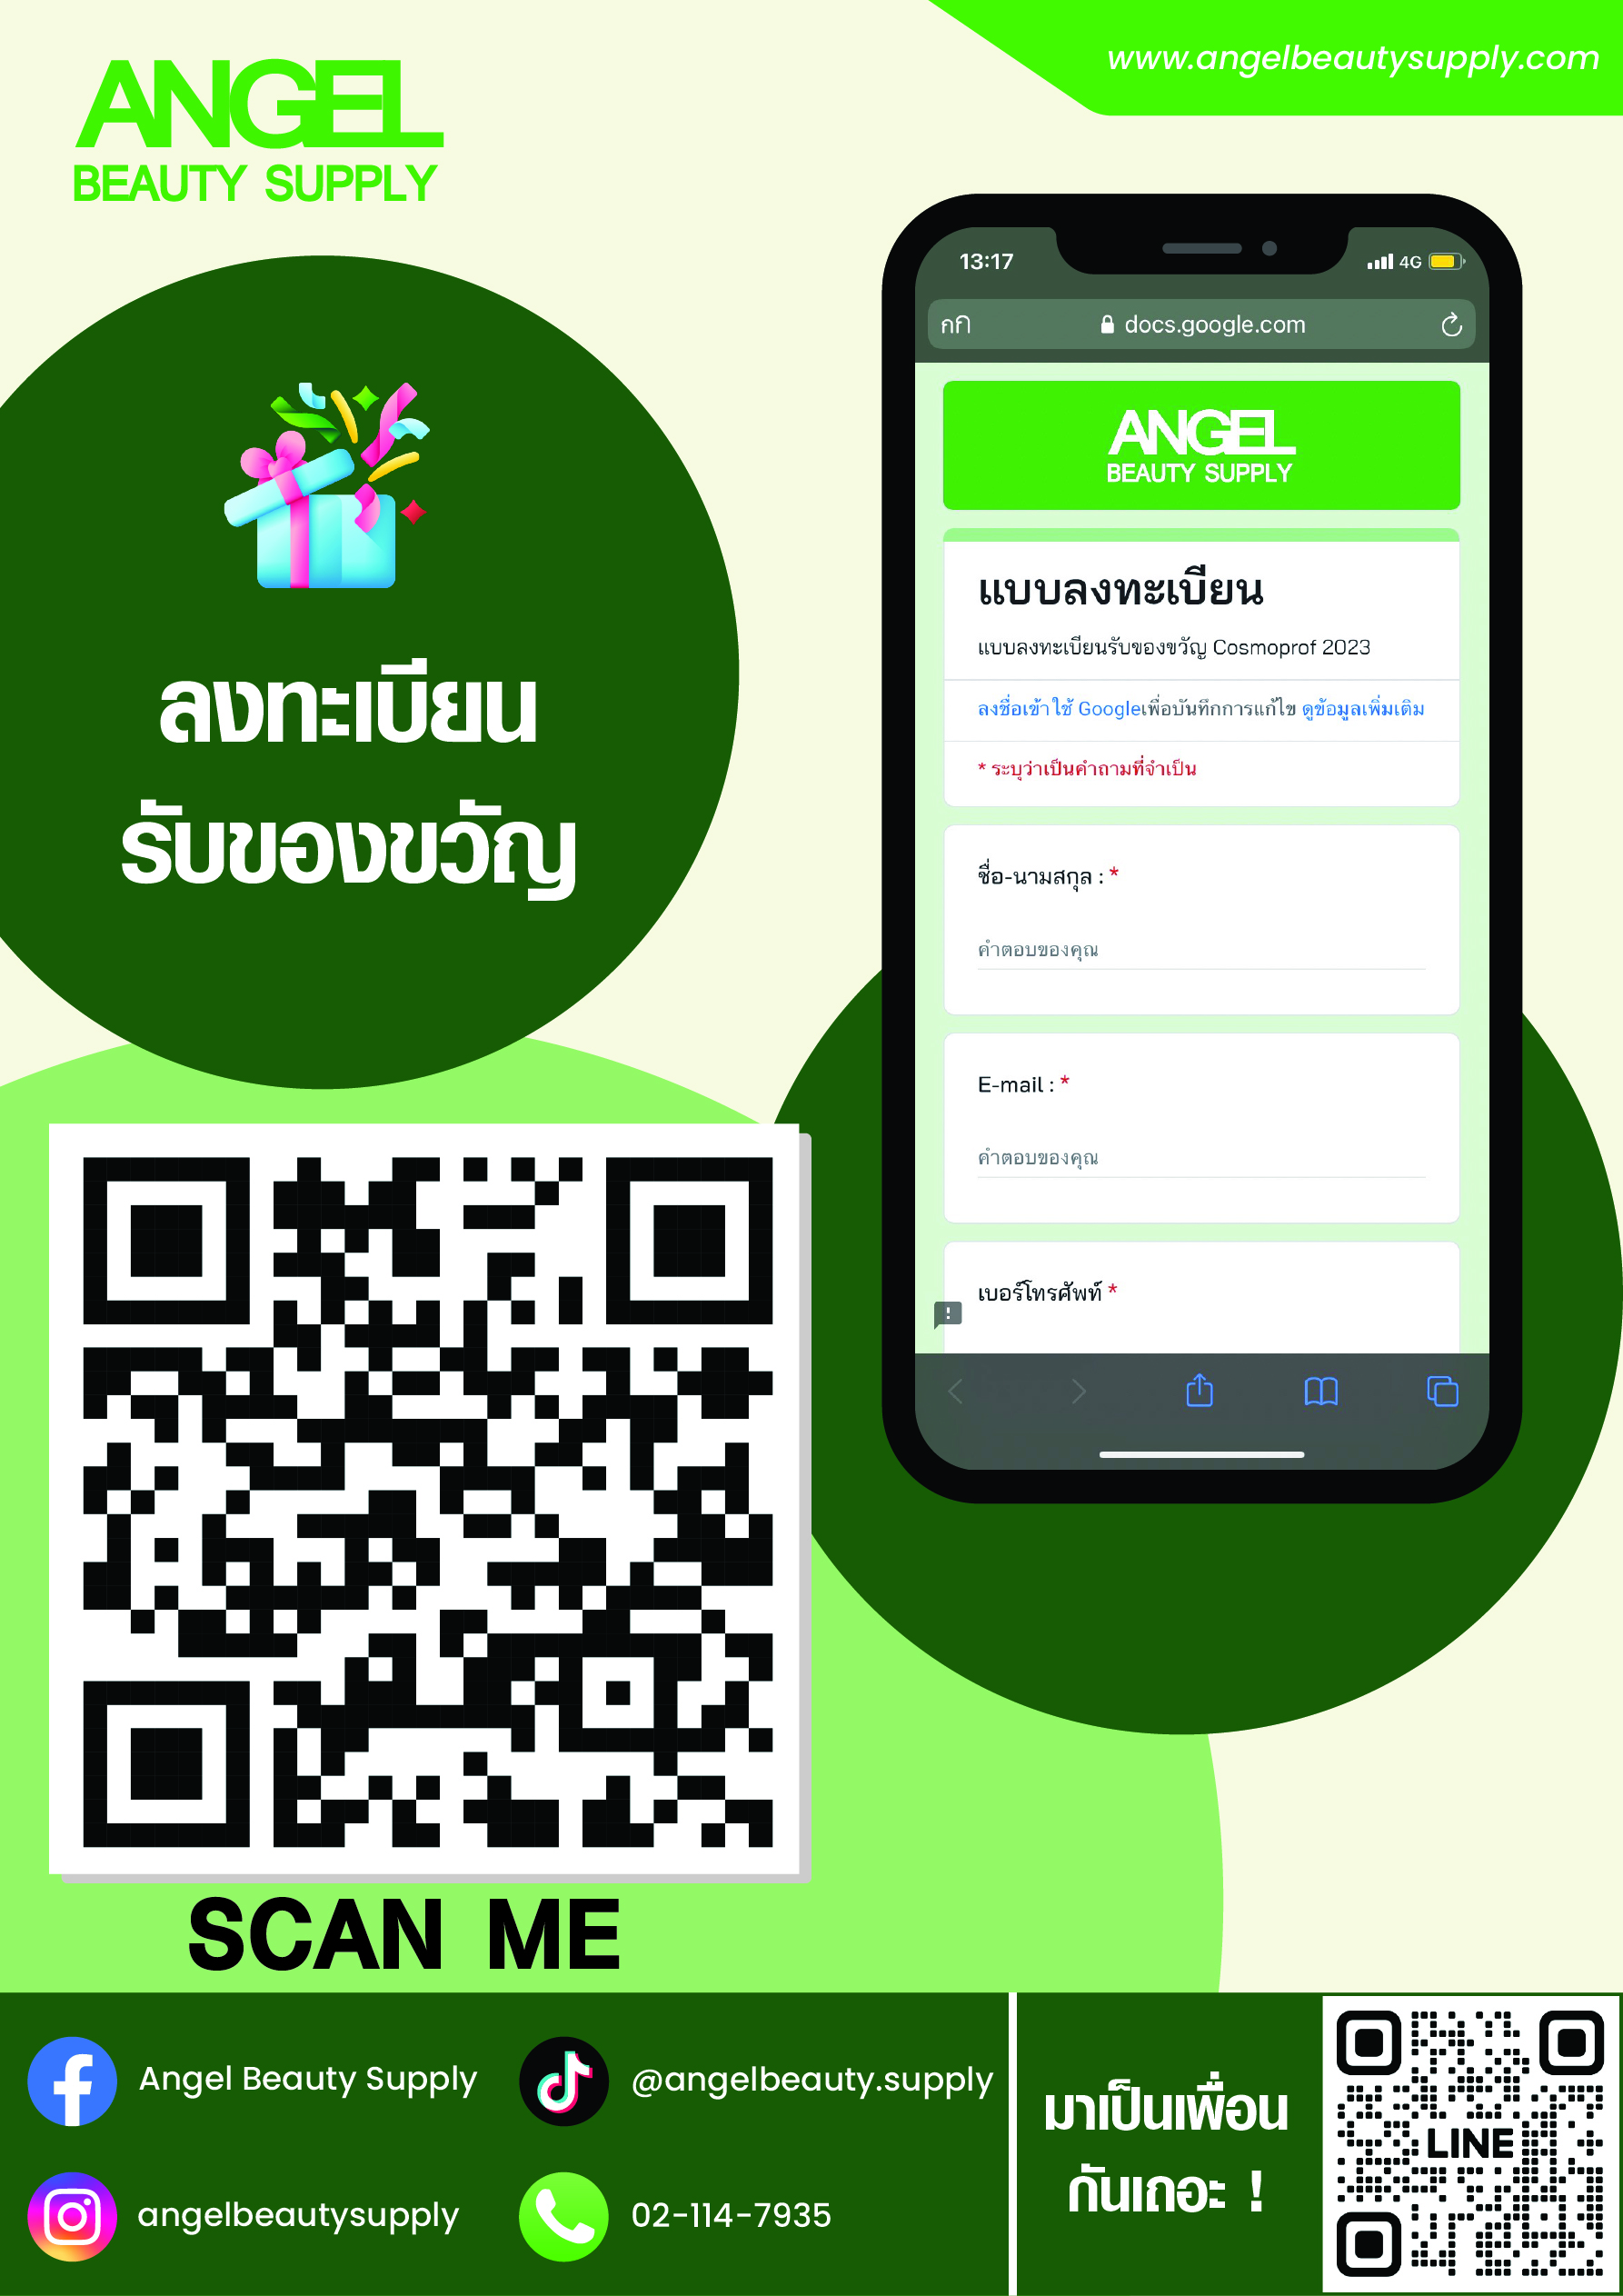 ANGEL
BEAUTY SUPPLY
www.angelbeautysupply.com
ลงทะเบียน
รับของขวัญ
13:17
4G
กก docs.google.com
ANGEL
BEAUTY SUPPLY
แบบลงทะเบียน
แบบลงทะเบียนรับของขวัญ Cosmoprof 2023
ลงชื่อเข้าใช้ Googleเพื่อบันทึกการแก้ไข ดูข้อมูลเพิ่มเติม
* ระบุว่าเป็นคำถามที่จำเป็น
ชื่อ-นามสกุล : *
คำตอบของคุณ
E-mail : *
คำตอบของคุณ
เบอร์โทรศัพท์ *
SCAN ME
Angel Beauty Supply
@angelbeauty.supply
angelbeautysupply
02-114-7935
มาเป็นเพื่อน
กันเถอะ !
LINE